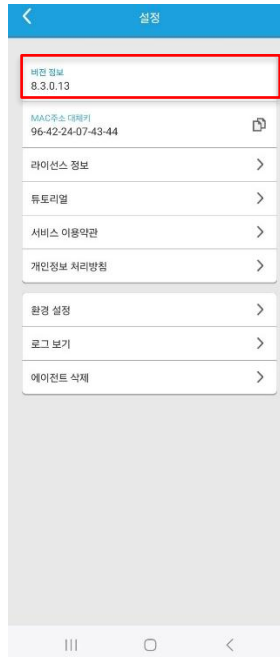 설정
버전 정보
8.3.0.13
MAC주소 대체키
96-42-24-07-43-44
라이선스 정보
튜토리얼
서비스 이용약관
개인정보 처리방침
환경 설정
로그 보기
에이전트 삭제